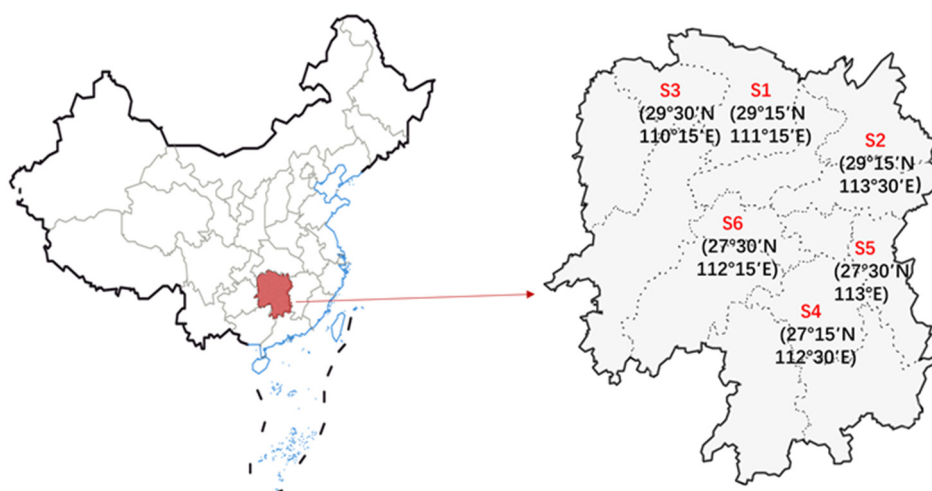 S3
(29°30′N
110°15′E)
S1
(29°15′N
111°15′E)
S2
(29°15′N
113°30′E)
S6
(27°30′N
112°15′E)
S5
(27°30′N
113°E)
S4
(27°15′N
112°30′E)